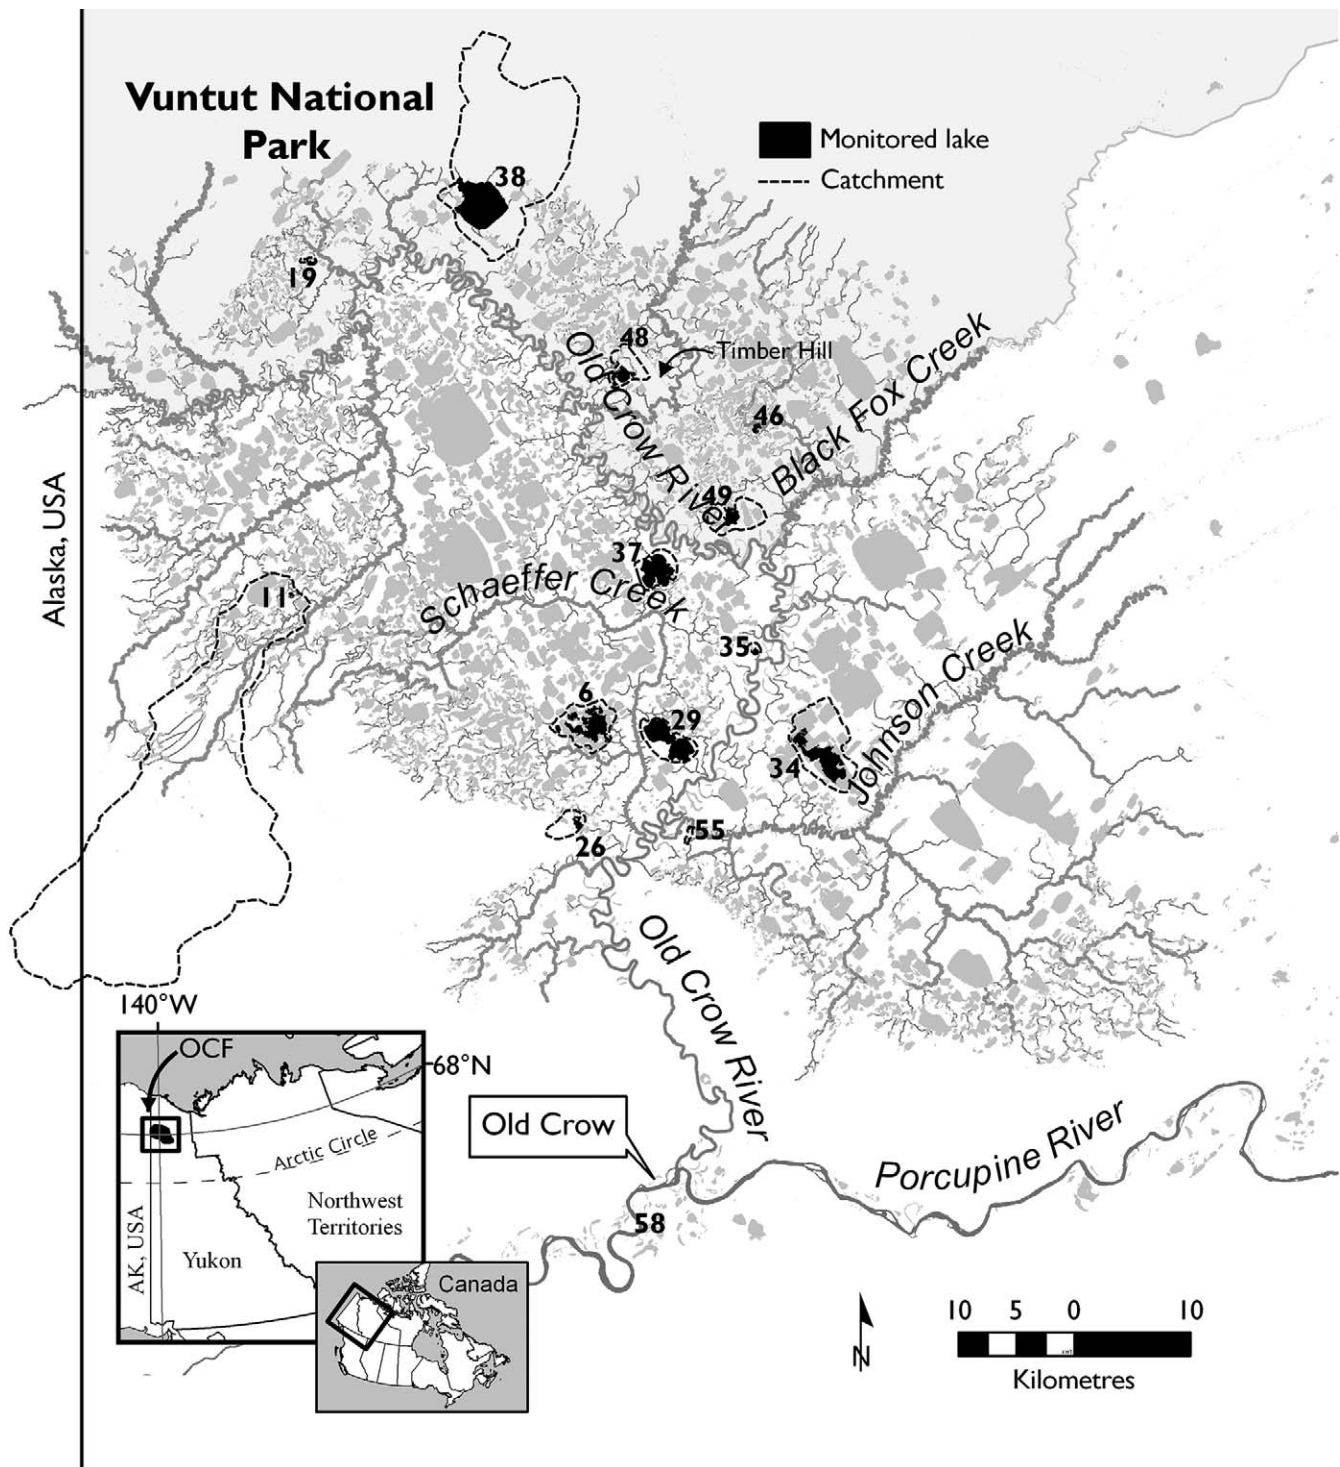 Vuntut National
Park
Monitored lake
Catchment
38
19
48
Timber Hill
Old Crow River
46
Black Fox Creek
49
37
Schaeffer Creek
11
Alaska, USA
35
6
29
34
Johnson Creek
55
26
Old Crow River
140°W
OCF
68°N
Arctic Circle
Northwest
Territories
AK, USA
Yukon
Canada
Old Crow
Porcupine River
58
N
10 5 0 10
Kilometres